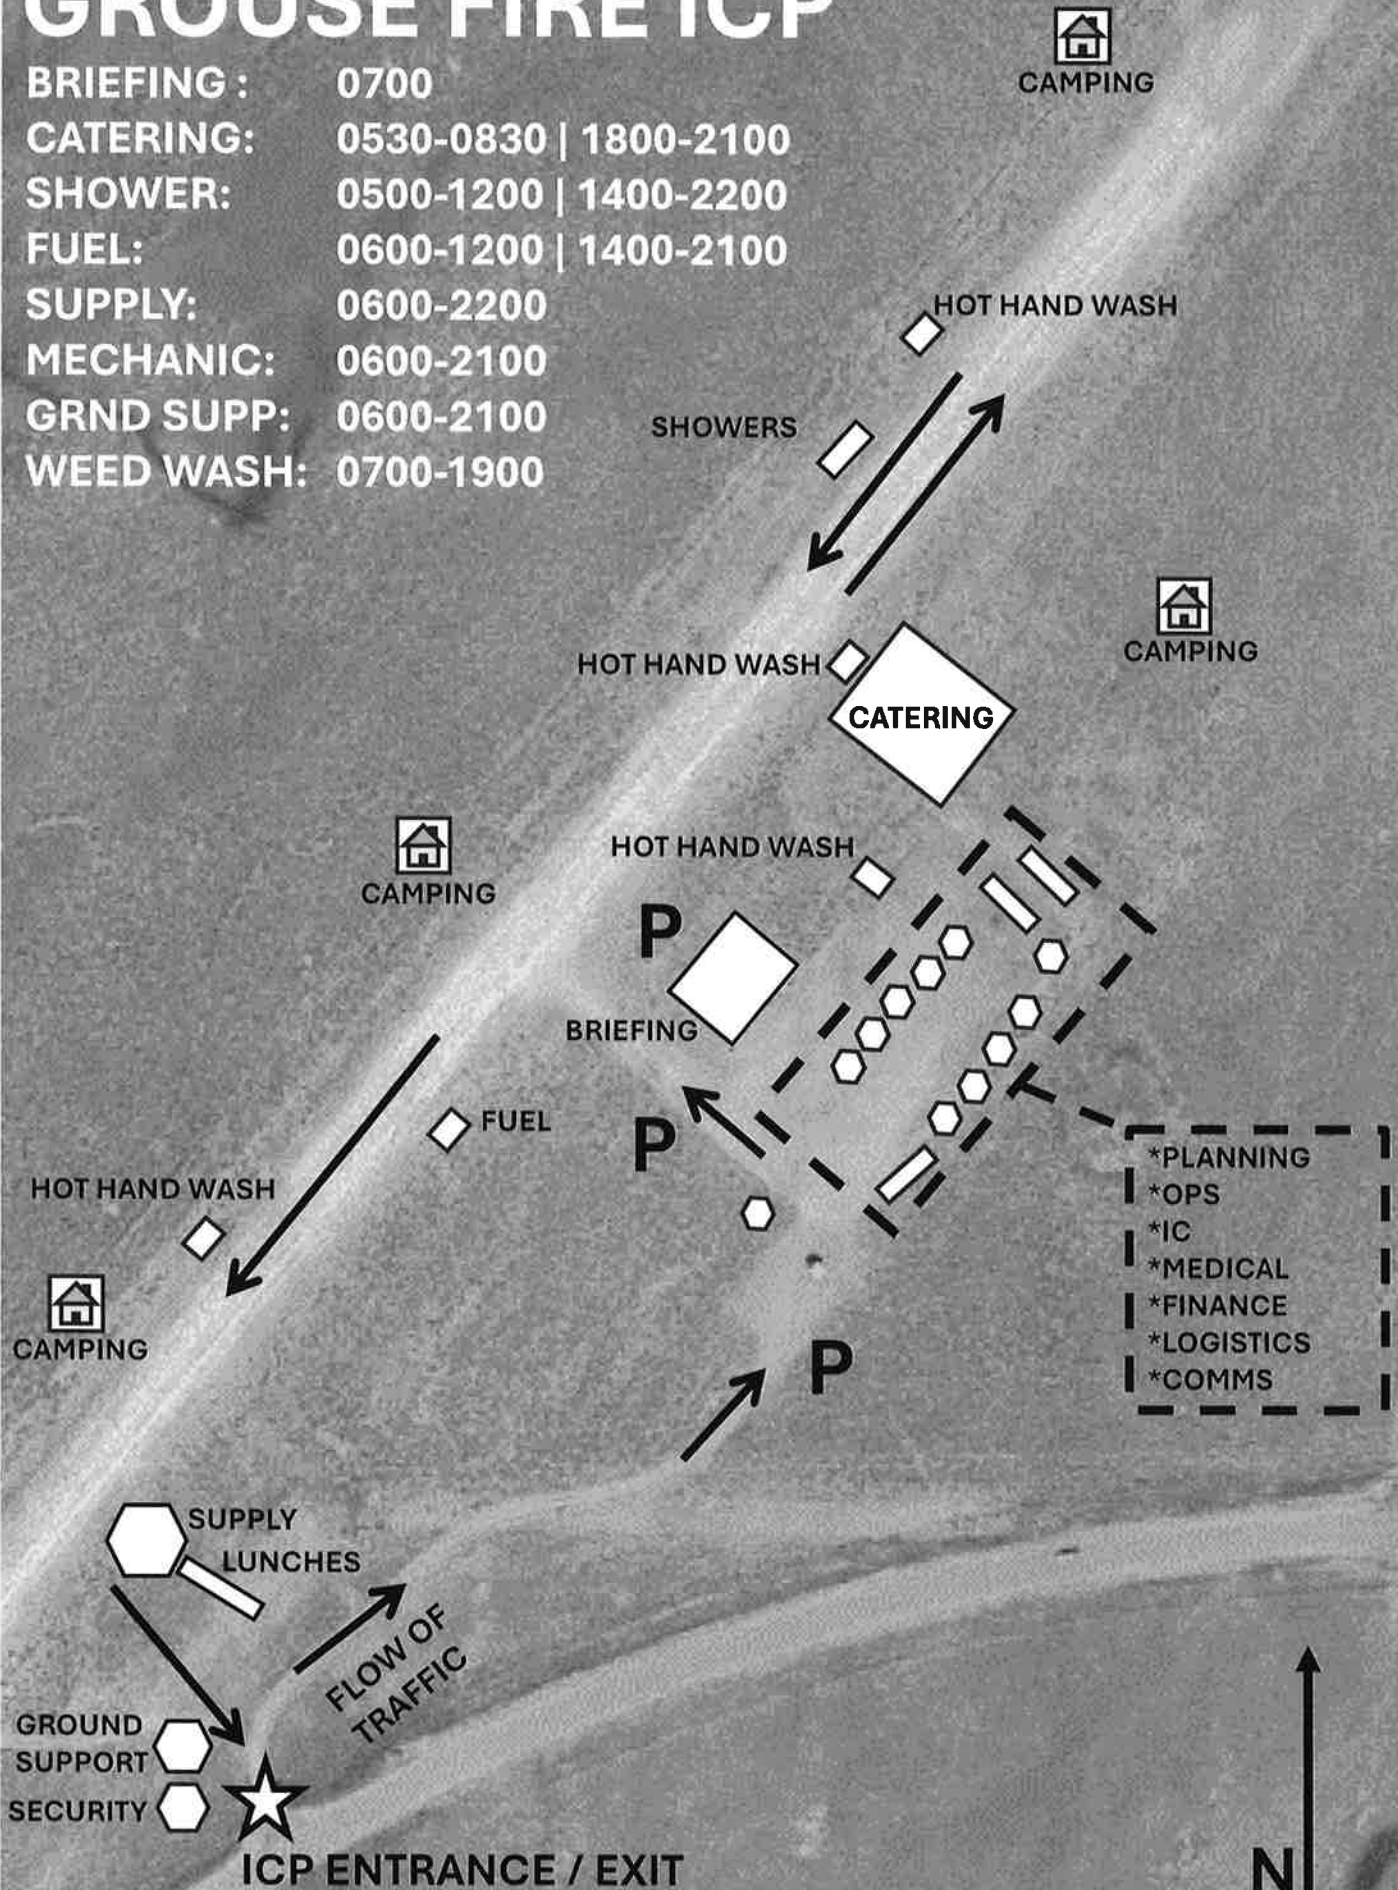 GROUSE FIRE ICP
BRIEFING : 0700
CATERING: 0530-0830 | 1800-2100
SHOWER: 0500-1200 | 1400-2200
FUEL: 0600-1200 | 1400-2100
SUPPLY: 0600-2200
MECHANIC: 0600-2100
GRND SUPP: 0600-2100
WEED WASH: 0700-1900
CAMPING
HOT HAND WASH
SHOWERS
CAMPING
HOT HAND WASH
CATERING
HOT HAND WASH
CAMPING
P
BRIEFING
FUEL
P
*PLANNING
*OPS
*IC
*MEDICAL
*FINANCE
*LOGISTICS
*COMMS
HOT HAND WASH
CAMPING
P
SUPPLY
LUNCHES
FLOW OF
TRAFFIC
GROUND
SUPPORT
SECURITY
ICP ENTRANCE / EXIT
N